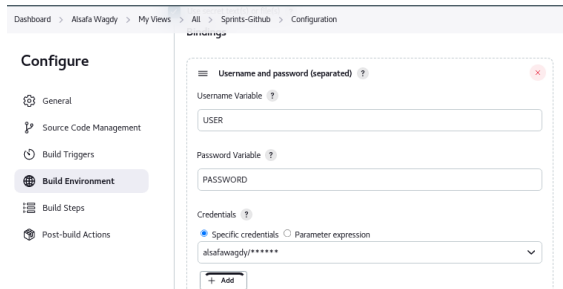 Dashboard > Alsafa Wagdy > My Views > All > Sprints-Github > Configuration
Bindings
Configure
General
Source Code Management
Build Triggers
Build Environment
Build Steps
Post-build Actions
Username and password (separated) ?
Username Variable ?
USER
Password Variable ?
PASSWORD
Credentials ?
Specific credentials Parameter expression
alsafawagdy/******
+ Add